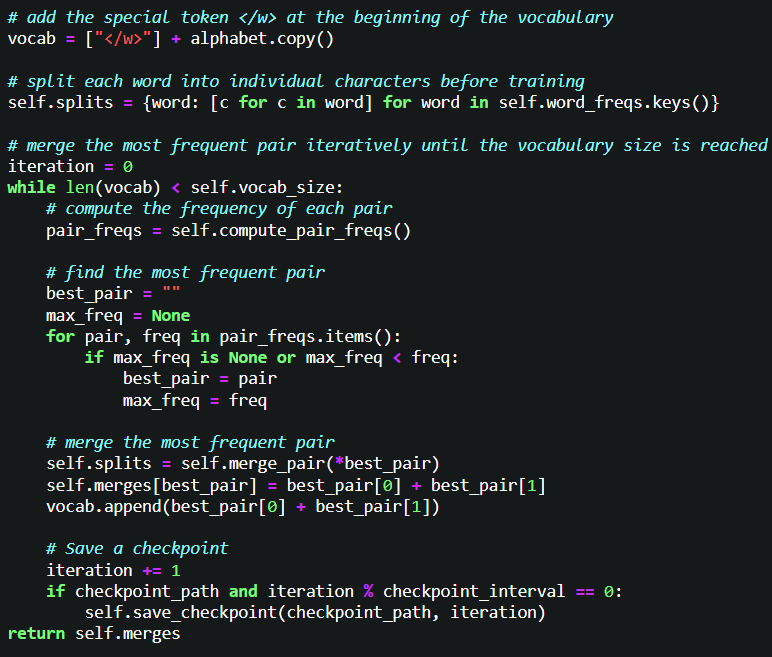 # add the special token </w> at the beginning of the vocabulary
vocab = ["</w>"] + alphabet.copy()

# split each word into individual characters before training
self.splits = {word: [c for c in word] for word in self.word_freqs.keys()}

# merge the most frequent pair iteratively until the vocabulary size is reached
iteration = 0
while len(vocab) < self.vocab_size:
    # compute the frequency of each pair
    pair_freqs = self.compute_pair_freqs()

    # find the most frequent pair
    best_pair = ""
    max_freq = None
    for pair, freq in pair_freqs.items():
        if max_freq is None or max_freq < freq:
            best_pair = pair
            max_freq = freq

    # merge the most frequent pair
    self.splits = self.merge_pair(*best_pair)
    self.merges[best_pair] = best_pair[0] + best_pair[1]
    vocab.append(best_pair[0] + best_pair[1])

    # Save a checkpoint
    iteration += 1
    if checkpoint_path and iteration % checkpoint_interval == 0:
        self.save_checkpoint(checkpoint_path, iteration)
return self.merges